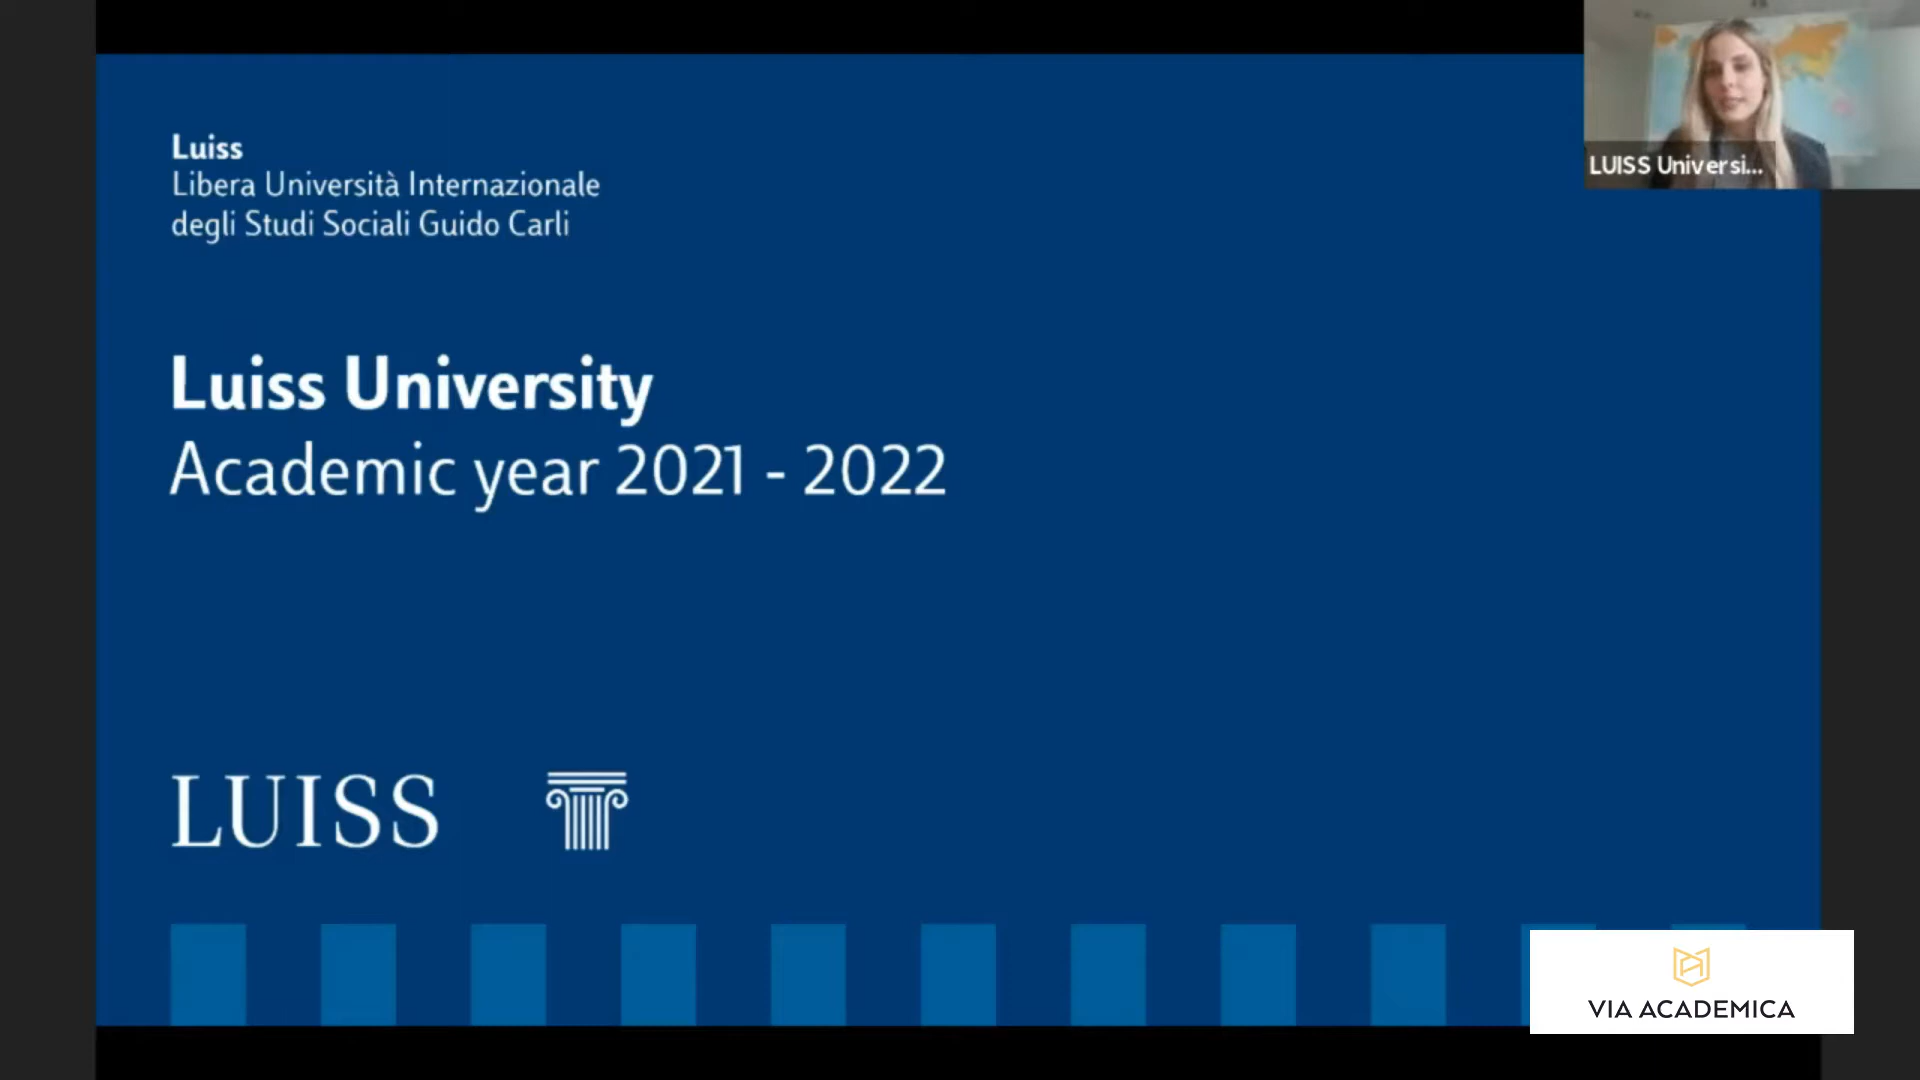 Luiss
Libera Università Internazionale
degli Studi Sociali Guido Carli
LUISS Universi...
Luiss University
Academic year 2021 - 2022
LUISS
VIA ACADEMICA